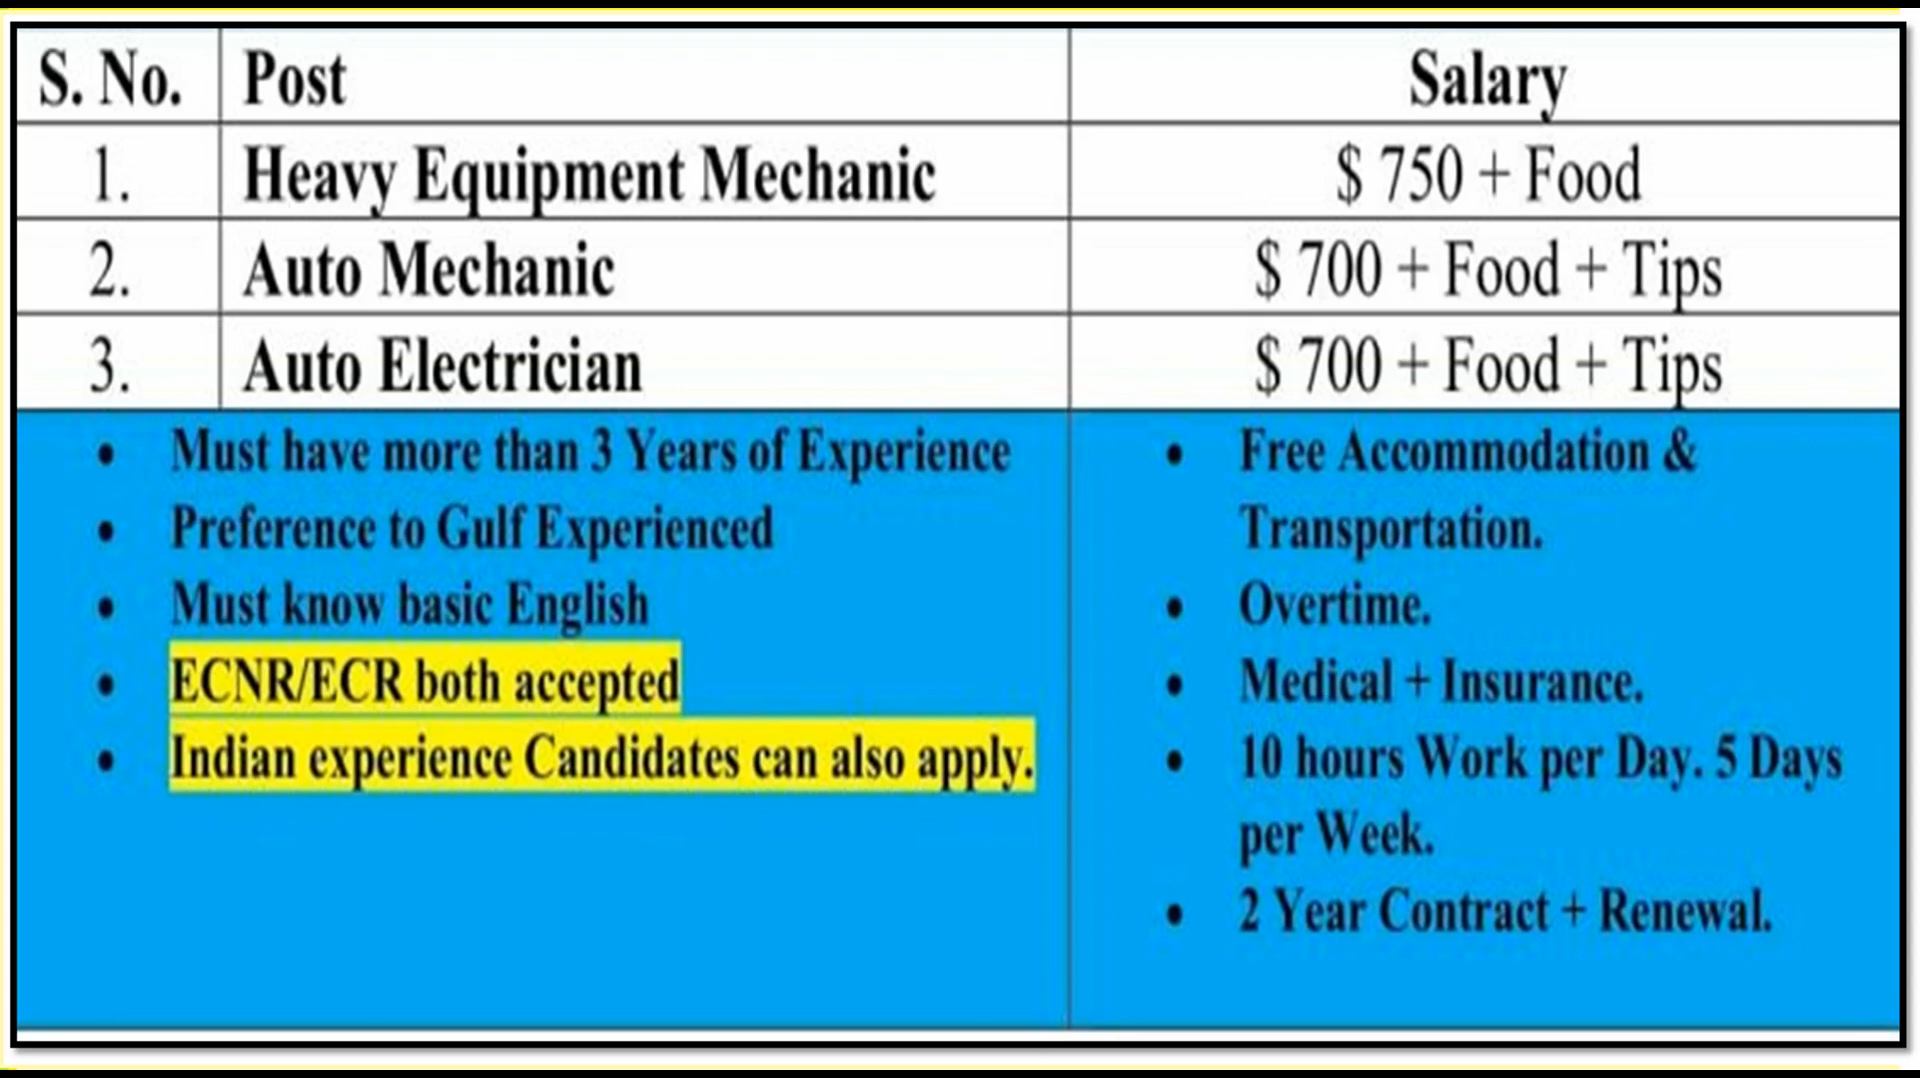 S. No. Post Salary
1. Heavy Equipment Mechanic $ 750 + Food
2. Auto Mechanic $ 700 + Food + Tips
3. Auto Electrician $ 700 + Food + Tips
• Must have more than 3 Years of Experience
• Preference to Gulf Experienced
• Must know basic English
• ECNR/ECR both accepted
• Indian experience Candidates can also apply.
• Free Accommodation &
Transportation.
• Overtime.
• Medical + Insurance.
• 10 hours Work per Day. 5 Days
per Week.
• 2 Year Contract + Renewal.